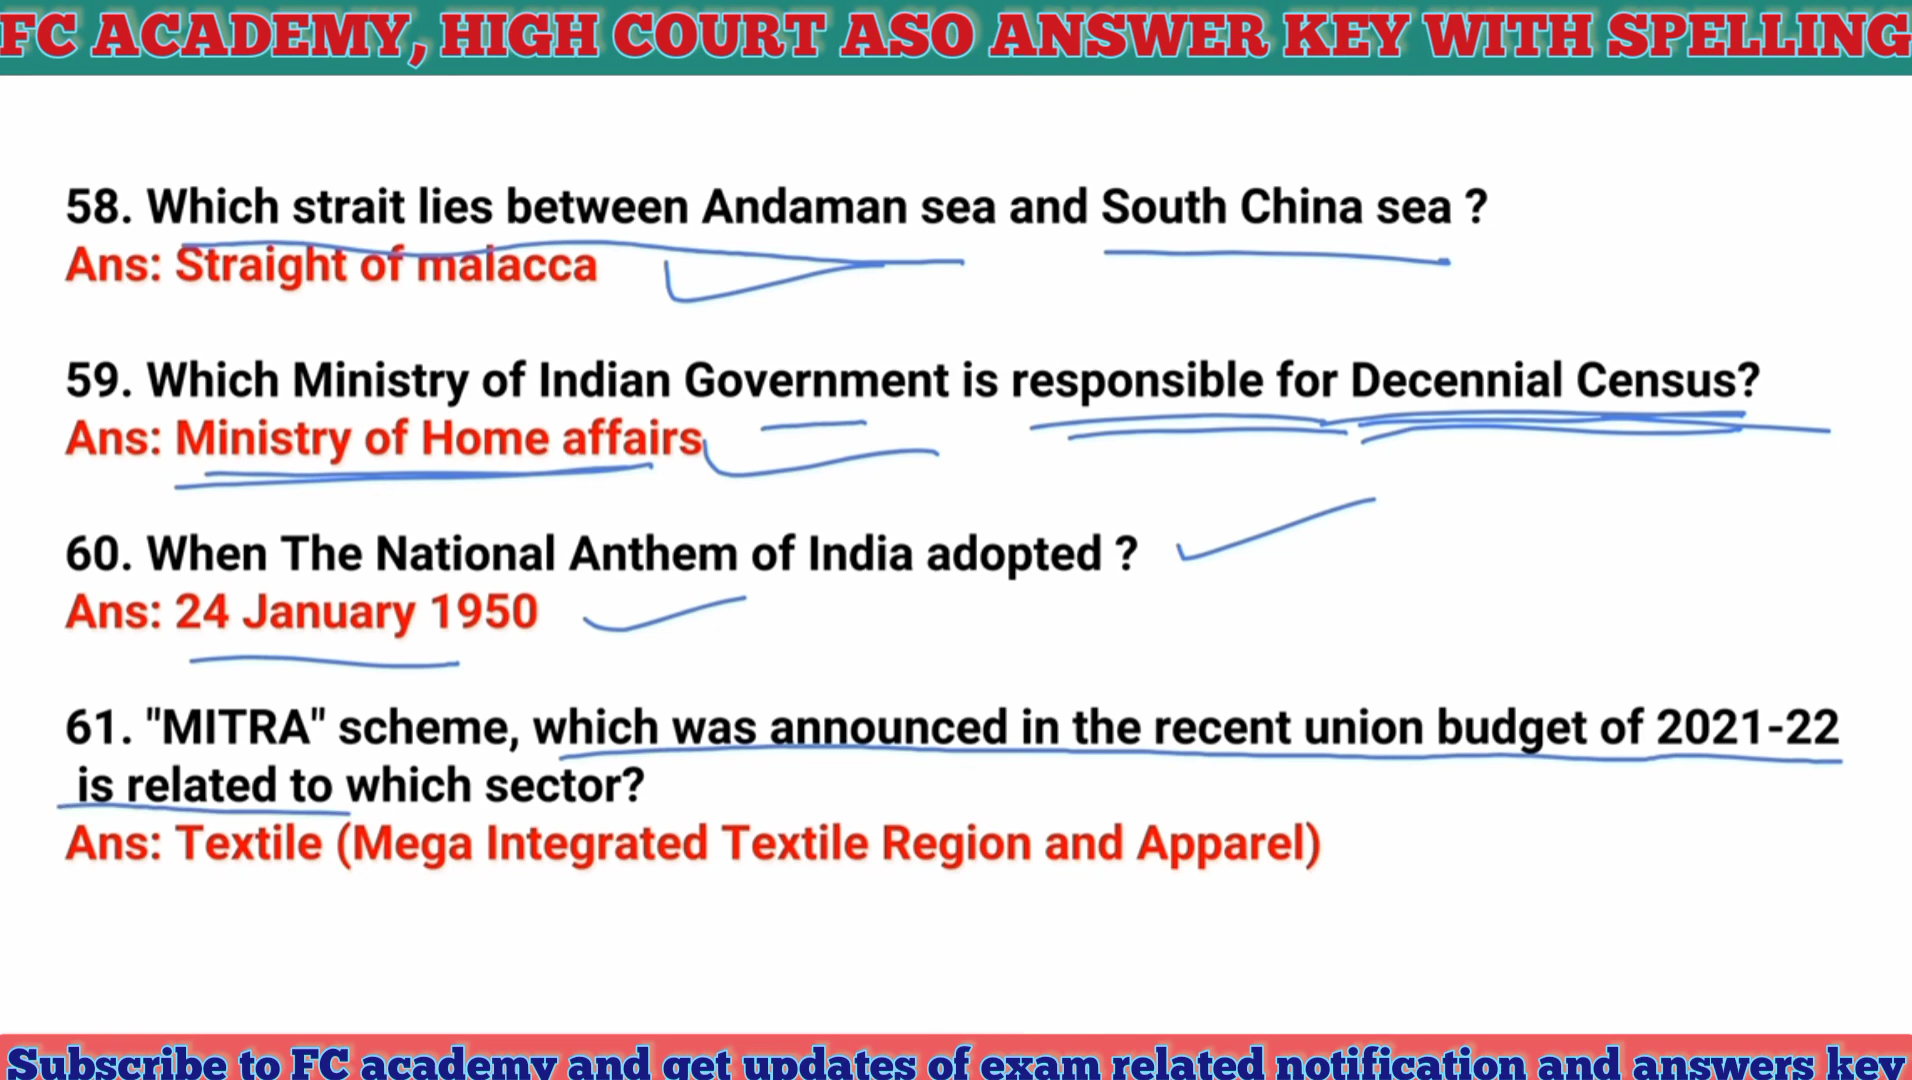 FC ACADEMY, HIGH COURT ASO ANSWER KEY WITH SPELLING
58. Which strait lies between Andaman sea and South China sea ?
Ans: Straight of malacca
59. Which Ministry of Indian Government is responsible for Decennial Census?
Ans: Ministry of Home affairs
60. When The National Anthem of India adopted ?
Ans: 24 January 1950
61. "MITRA" scheme, which was announced in the recent union budget of 2021-22
is related to which sector?
Ans: Textile (Mega Integrated Textile Region and Apparel)
Subscribe to FC academy and get updates of exam related notification and answers key